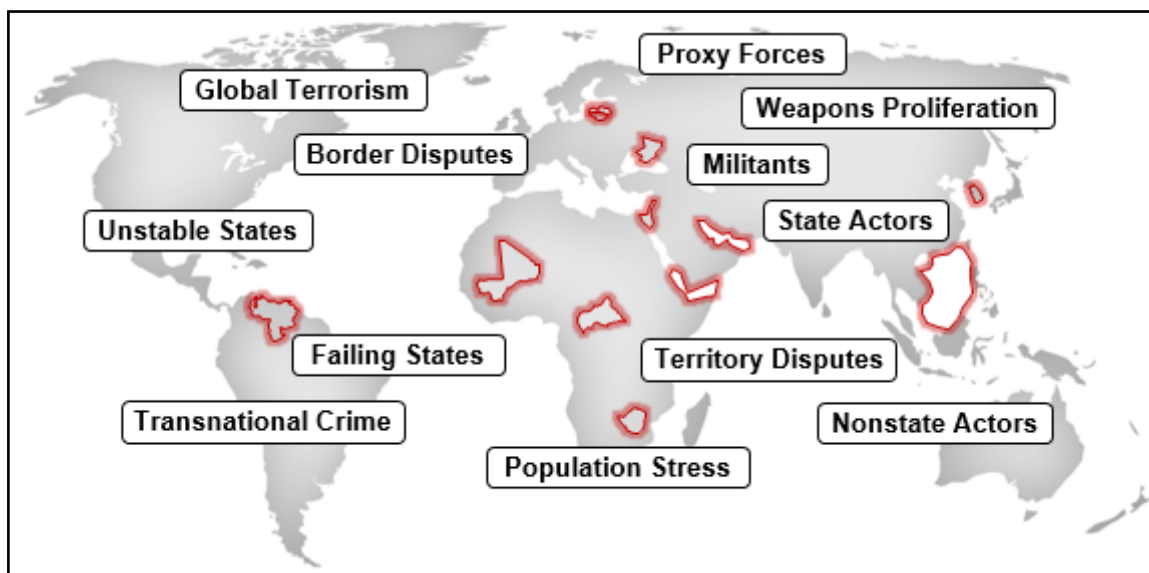 Proxy Forces
Global Terrorism
Weapons Proliferation
Border Disputes
Militants
Unstable States
State Actors
Failing States
Territory Disputes
Transnational Crime
Nonstate Actors
Population Stress